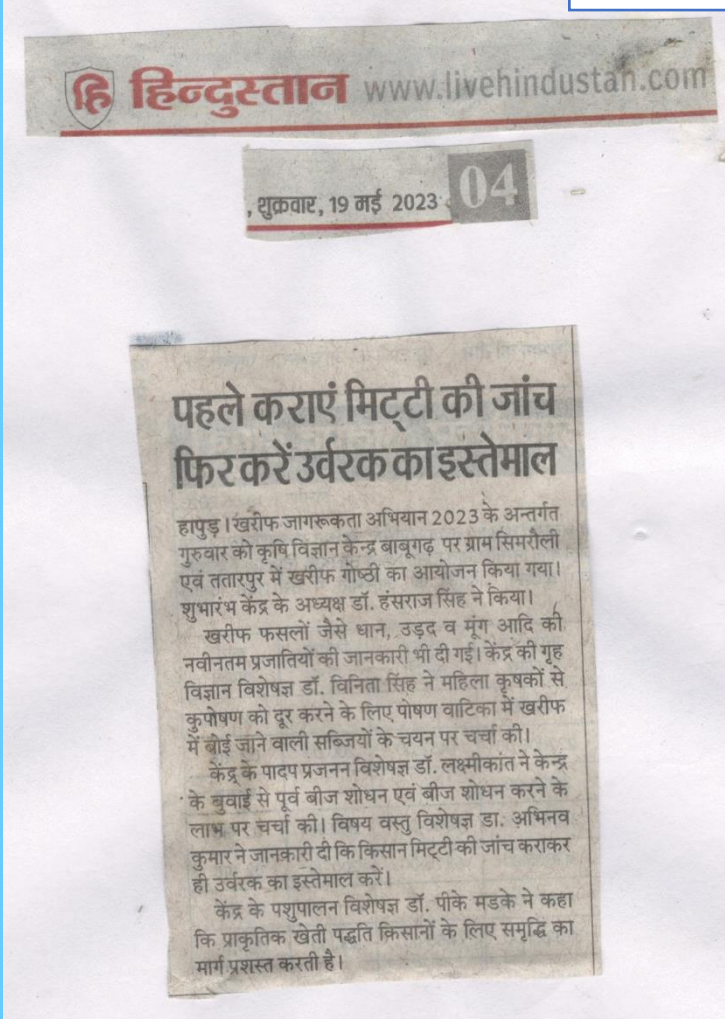 हि हिन्दुस्तान www.livehindustan.com
, शुक्रवार, 19 मई 2023
04
पहले कराएं मिट्टी की जांच
फिर करें उर्वरक का इस्तेमाल
हापुड़। खरीफ जागरूकता अभियान 2023 के अन्तर्गत
गुरुवार को कृषि विज्ञान केन्द्र बाबूगढ़ पर ग्राम सिमरौली
एवं ततारपुर में खरीफ गोष्ठी का आयोजन किया गया।
शुभारंभ केंद्र के अध्यक्ष डॉ. हंसराज सिंह ने किया।
खरीफ फसलों जैसे धान, उड़द व मूंग आदि की
नवीनतम प्रजातियों की जानकारी भी दी गई। केंद्र की गृह
विज्ञान विशेषज्ञ डॉ. विनिता सिंह ने महिला कृषकों से
कुपोषण को दूर करने के लिए पोषण वाटिका में खरीफ
में बोई जाने वाली सब्जियों के चयन पर चर्चा की।
केंद्र के पादप प्रजनन विशेषज्ञ डॉ. लक्ष्मीकांत ने केन्द्र
के बुवाई से पूर्व बीज शोधन एवं बीज शोधन करने के
लाभ पर चर्चा की। विषय वस्तु विशेषज्ञ डा. अभिनव
कुमार ने जानकारी दी कि किसान मिट्टी की जांच कराकर
ही उर्वरक का इस्तेमाल करें।
केंद्र के पशुपालन विशेषज्ञ डॉ. पीके मडके ने कहा
कि प्राकृतिक खेती पद्धति किसानों के लिए समृद्धि का
मार्ग प्रशस्त करती है।